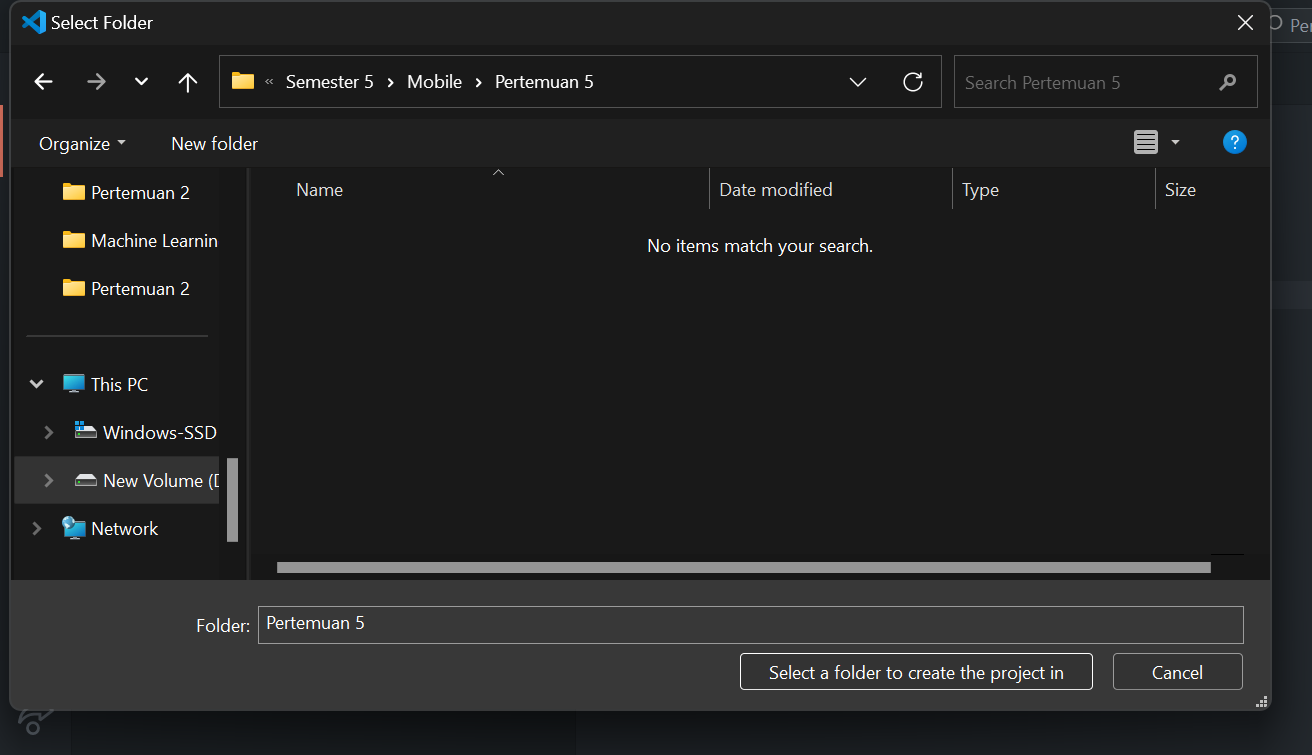 Select Folder
Per
« Semester 5 > Mobile > Pertemuan 5
Search Pertemuan 5
Organize
New folder
?
Name
Date modified
Type
Size
No items match your search.
Pertemuan 2
Machine Learnin
Pertemuan 2
This PC
Windows-SSD
New Volume (D
Network
Folder:
Pertemuan 5
Select a folder to create the project in
Cancel